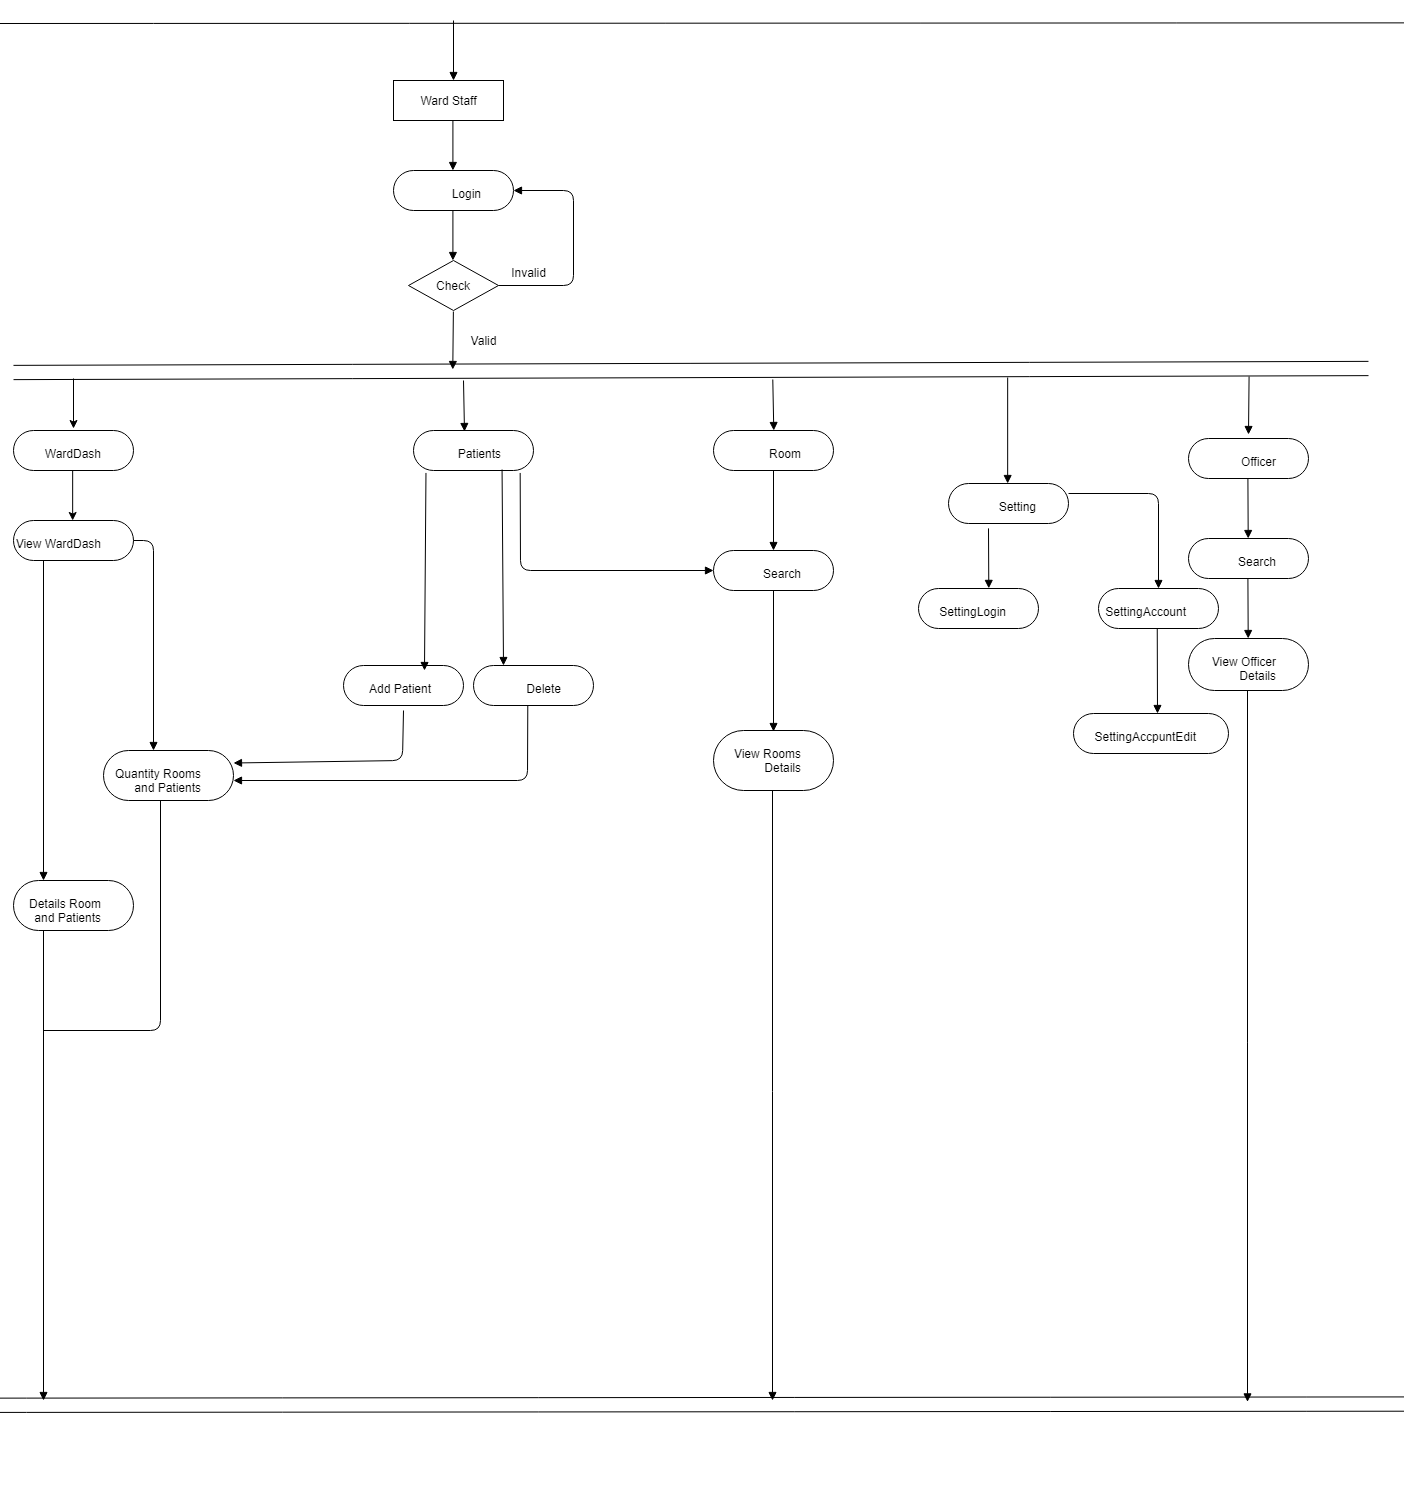 Ward Staff
Login
Invalid
Check
Valid
WardDash
Patients
Room
Officer
Setting
View WardDash
Search
Search
SettingLogin
SettingAccount
View Officer
Details
Add Patient
Delete
SettingAccpuntEdit
View Rooms
Details
Quantity Rooms
and Patients
Details Room
and Patients